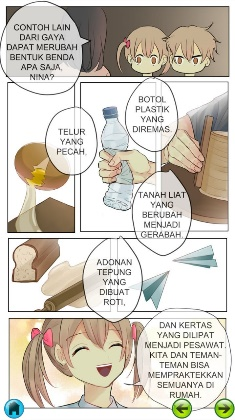 CONTOH LAIN
DARI GAYA
DAPAT MERUBAH
BENTUK BENDA
APA SAJA,
NINA?
BOTOL
PLASTIK
YANG
DIREMAS.
TELUR
YANG
PECAH.
TANAH LIAT
YANG
BERUBAH
MENJADI
GERABAH.
ADONAN
TEPUNG
YANG
DIBUAT
ROTI,
DAN KERTAS
YANG DILIPAT
MENJADI PESAWAT.
KITA DAN TEMAN-
TEMAN BISA
MEMPRAKTEKKAN
SEMUANYA DI
RUMAH.